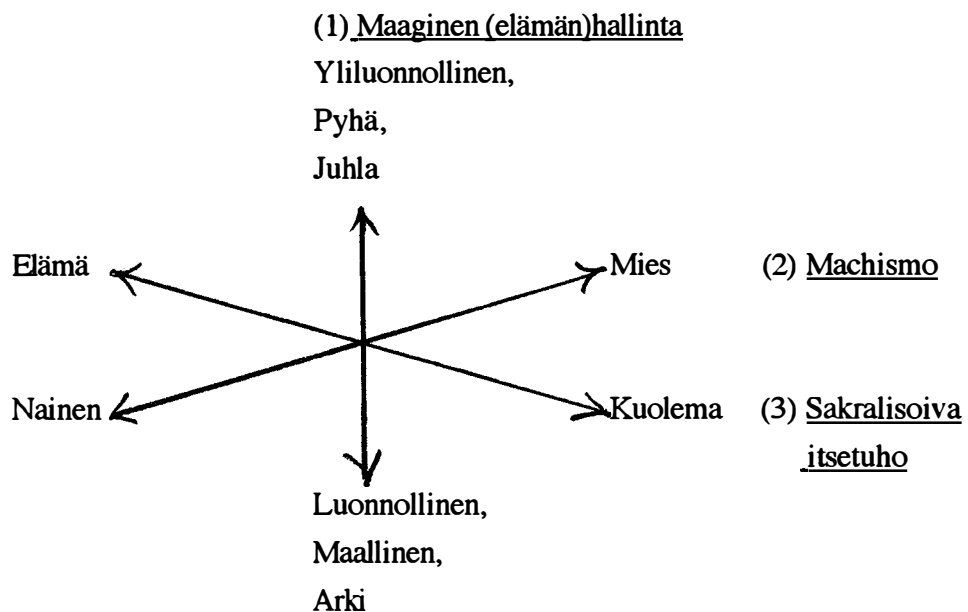 (1) Maaginen (elämän)hallinta
Yliluonnollinen,
Pyhä,
Juhla
Elämä
Mies (2) Machismo
Nainen
Kuolema (3) Sakralisoiva
itsetuho
Luonnollinen,
Maallinen,
Arki